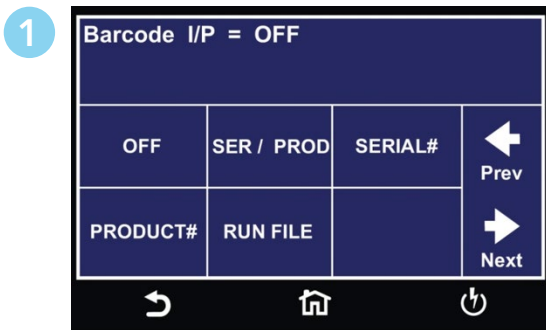 1
Barcode I/P = OFF
OFF
SER / PROD
SERIAL#
Prev
PRODUCT#
RUN FILE
Next